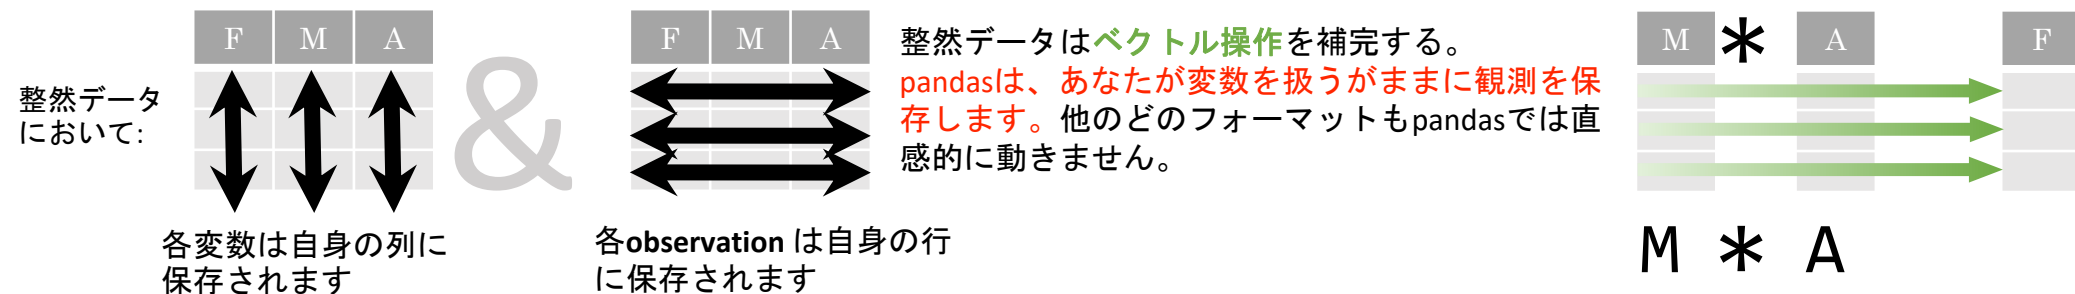 整然データ
において:
F M A
&
F M A
各変数は自身の列に
保存されます
各observation は自身の行
に保存されます
整然データはベクトル操作を補完する。
pandasは、あなたが変数を扱うがままに観測を保
存します。他のどのフォーマットもpandasでは直
感的に動きません。
M * A F
M * A